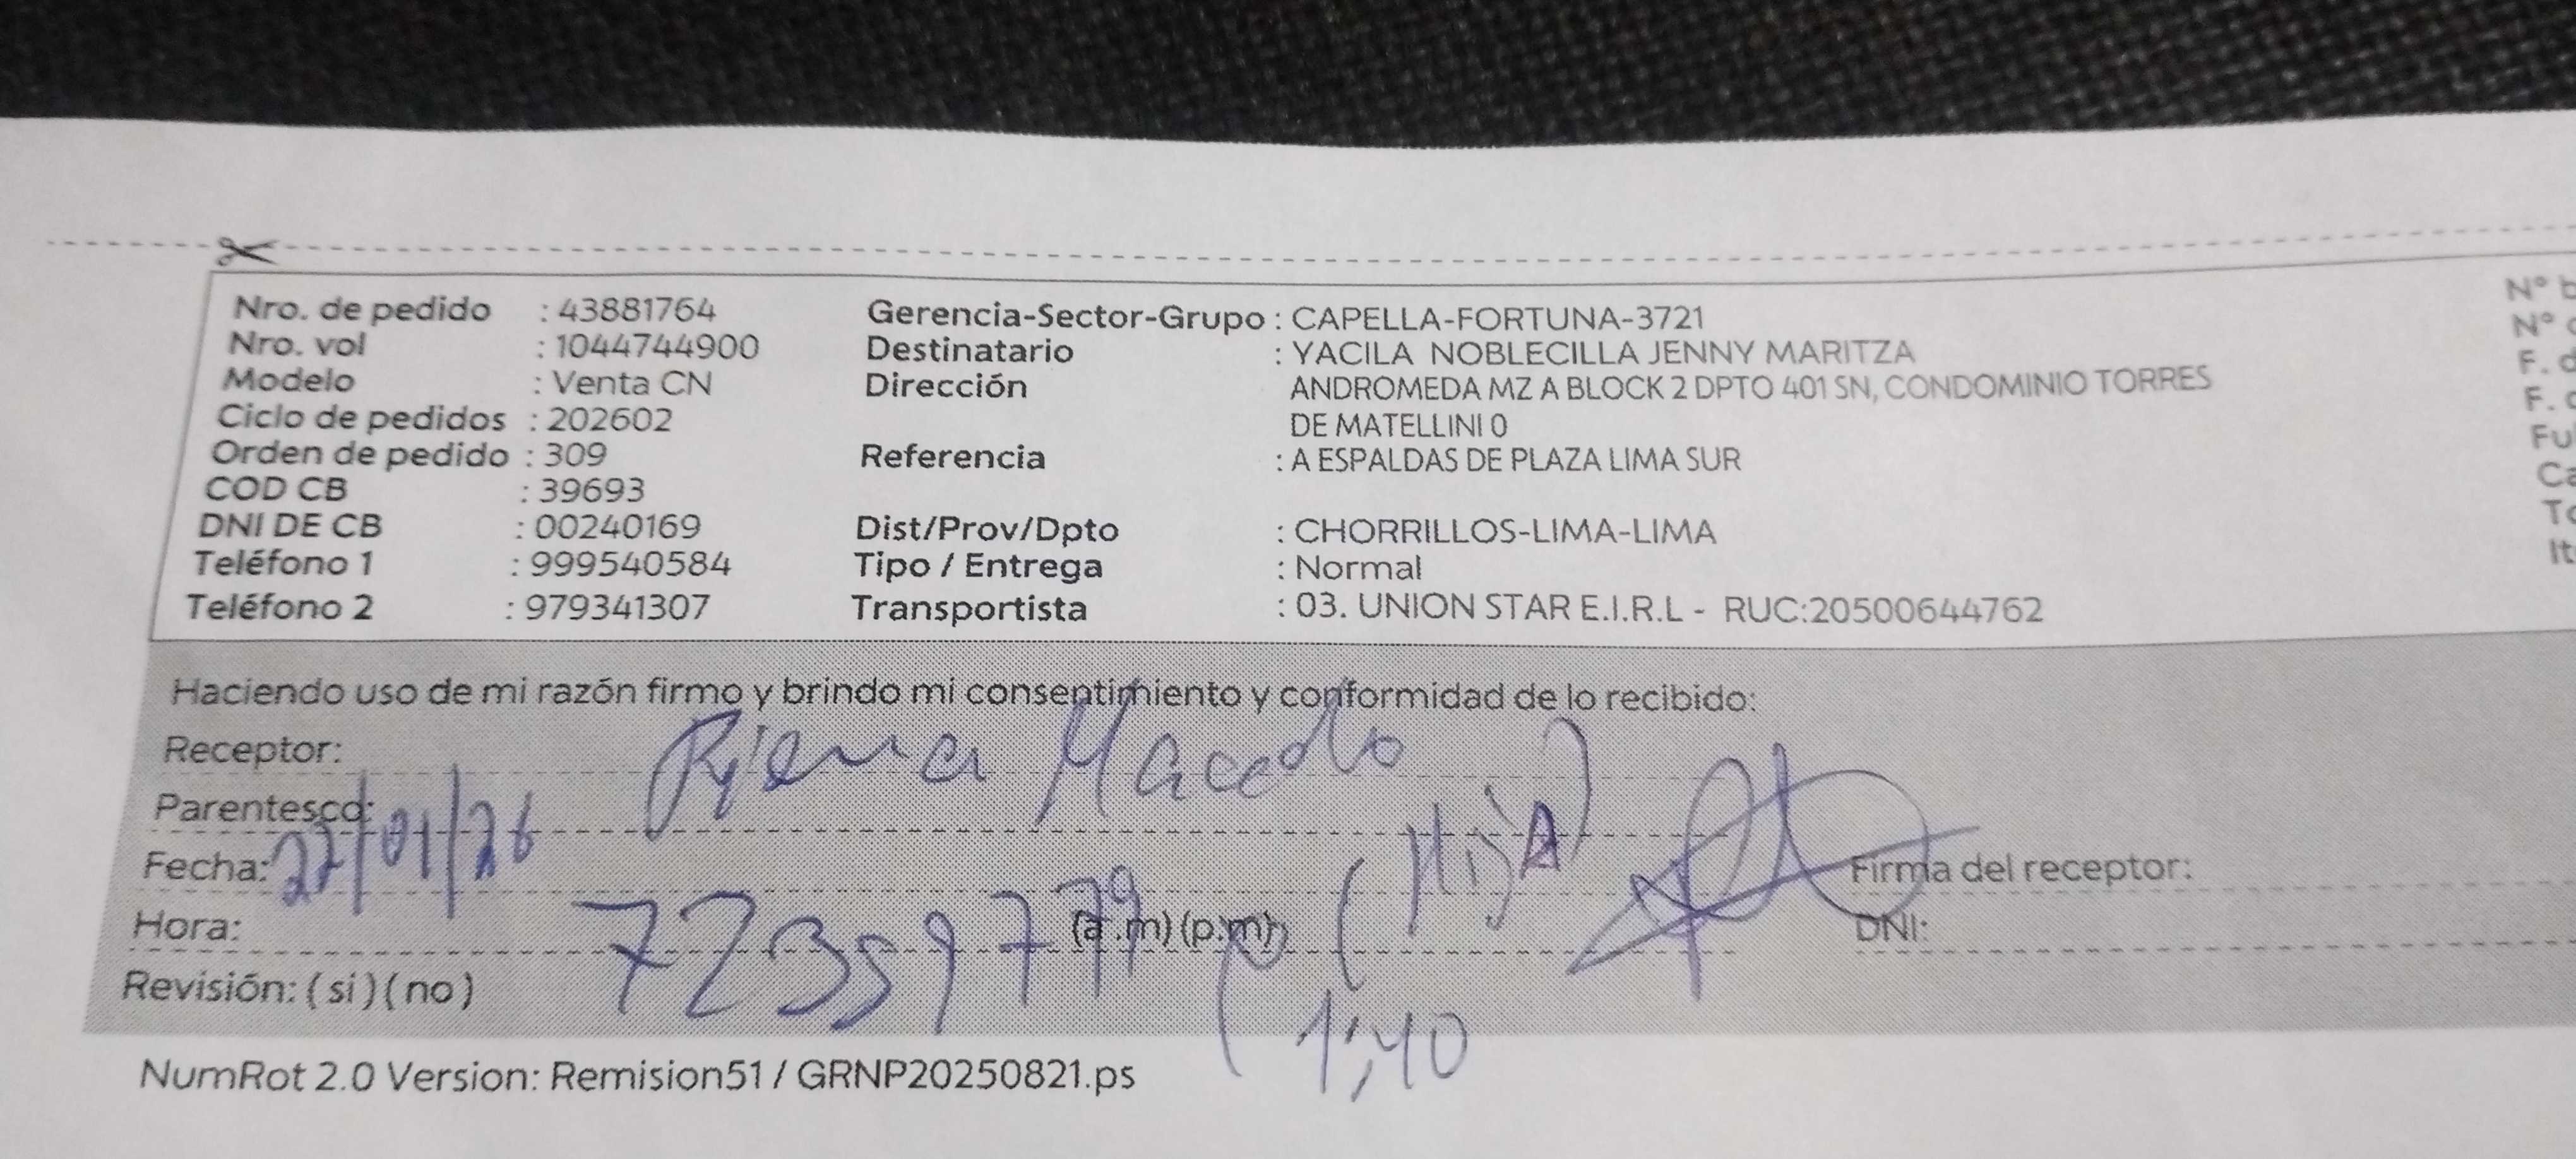 Nro. de pedido : 43881764
Nro. vol : 1044744900
Modelo : Venta CN
Ciclo de pedidos : 202602
Orden de pedido : 309
COD CB : 39693
DNI DE CB : 00240169
Teléfono 1 : 999540584
Teléfono 2 : 979341307
Gerencia-Sector-Grupo : CAPELLA-FORTUNA-3721
Destinatario : YACILA NOBLECILLA JENNY MARITZA
Dirección ANDROMEDA MZ A BLOCK 2 DPTO 401 SN, CONDOMINIO TORRES
DE MATELLINI 0
Referencia : A ESPALDAS DE PLAZA LIMA SUR
Dist/Prov/Dpto : CHORRILLOS-LIMA-LIMA
Tipo / Entrega : Normal
Transportista : 03. UNION STAR E.I.R.L - RUC:20500644762
N°
N°
F.
F.
Haciendo uso de mi razón firmo y brindo mi consentimiento y conformidad de lo recibido:
Receptor: Macedo
Parentesco: (HijA)
Fecha: 22/01/26
Firma del receptor:
Hora: (a.m) (p.m)
DNI:
Revisión: ( si ) ( no )
1:40
NumRot 2.0 Version: Remision51 / GRNP20250821.ps